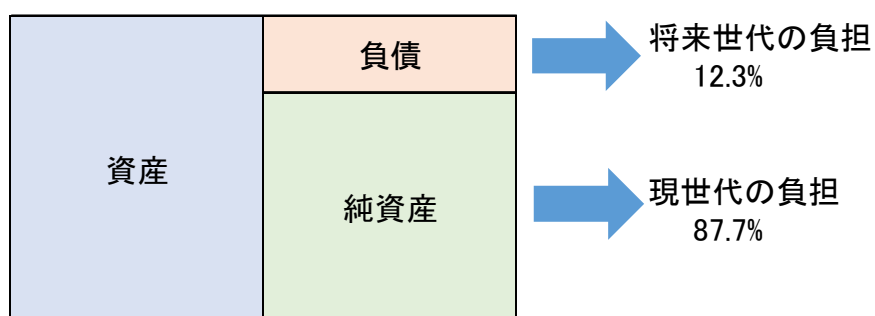 資産
負債
純資産
将来世代の負担
12.3%
現世代の負担
87.7%